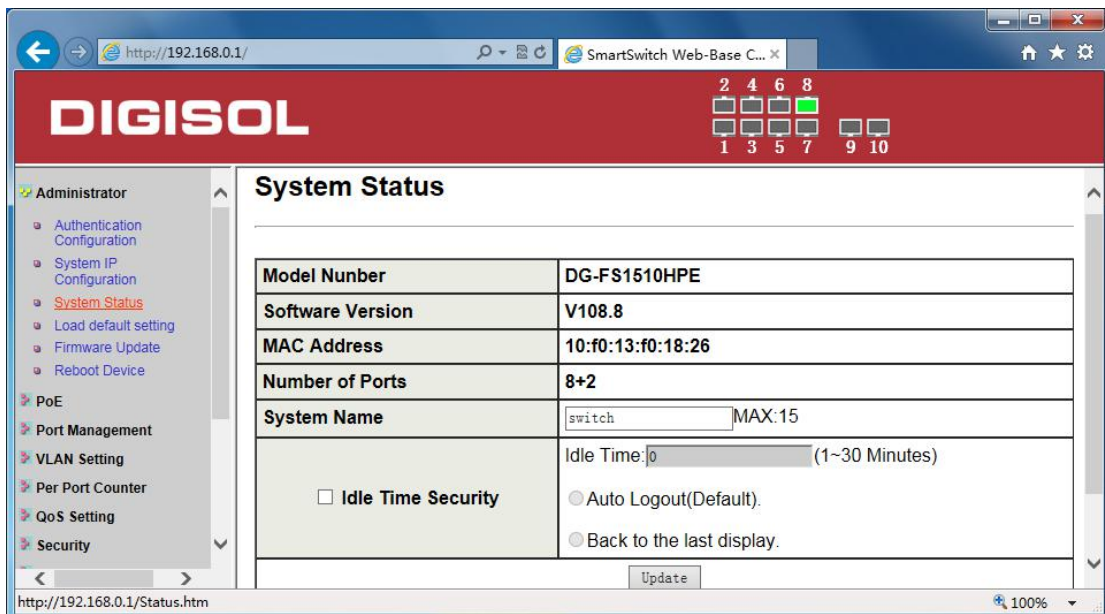 http://192.168.0.1/
SmartSwitch Web-Base C...
DIGISOL
2 4 6 8
1 3 5 7 9 10
Administrator
Authentication
Configuration
System IP
Configuration
System Status
Load default setting
Firmware Update
Reboot Device
PoE
Port Management
VLAN Setting
Per Port Counter
QoS Setting
Security
System Status
Model Nunber DG-FS1510HPE
Software Version V108.8
MAC Address 10:f0:13:f0:18:26
Number of Ports 8+2
System Name switch MAX:15
Idle Time Security
Idle Time: 0 (1~30 Minutes)
Auto Logout(Default).
Back to the last display.
Update
http://192.168.0.1/Status.htm
100%